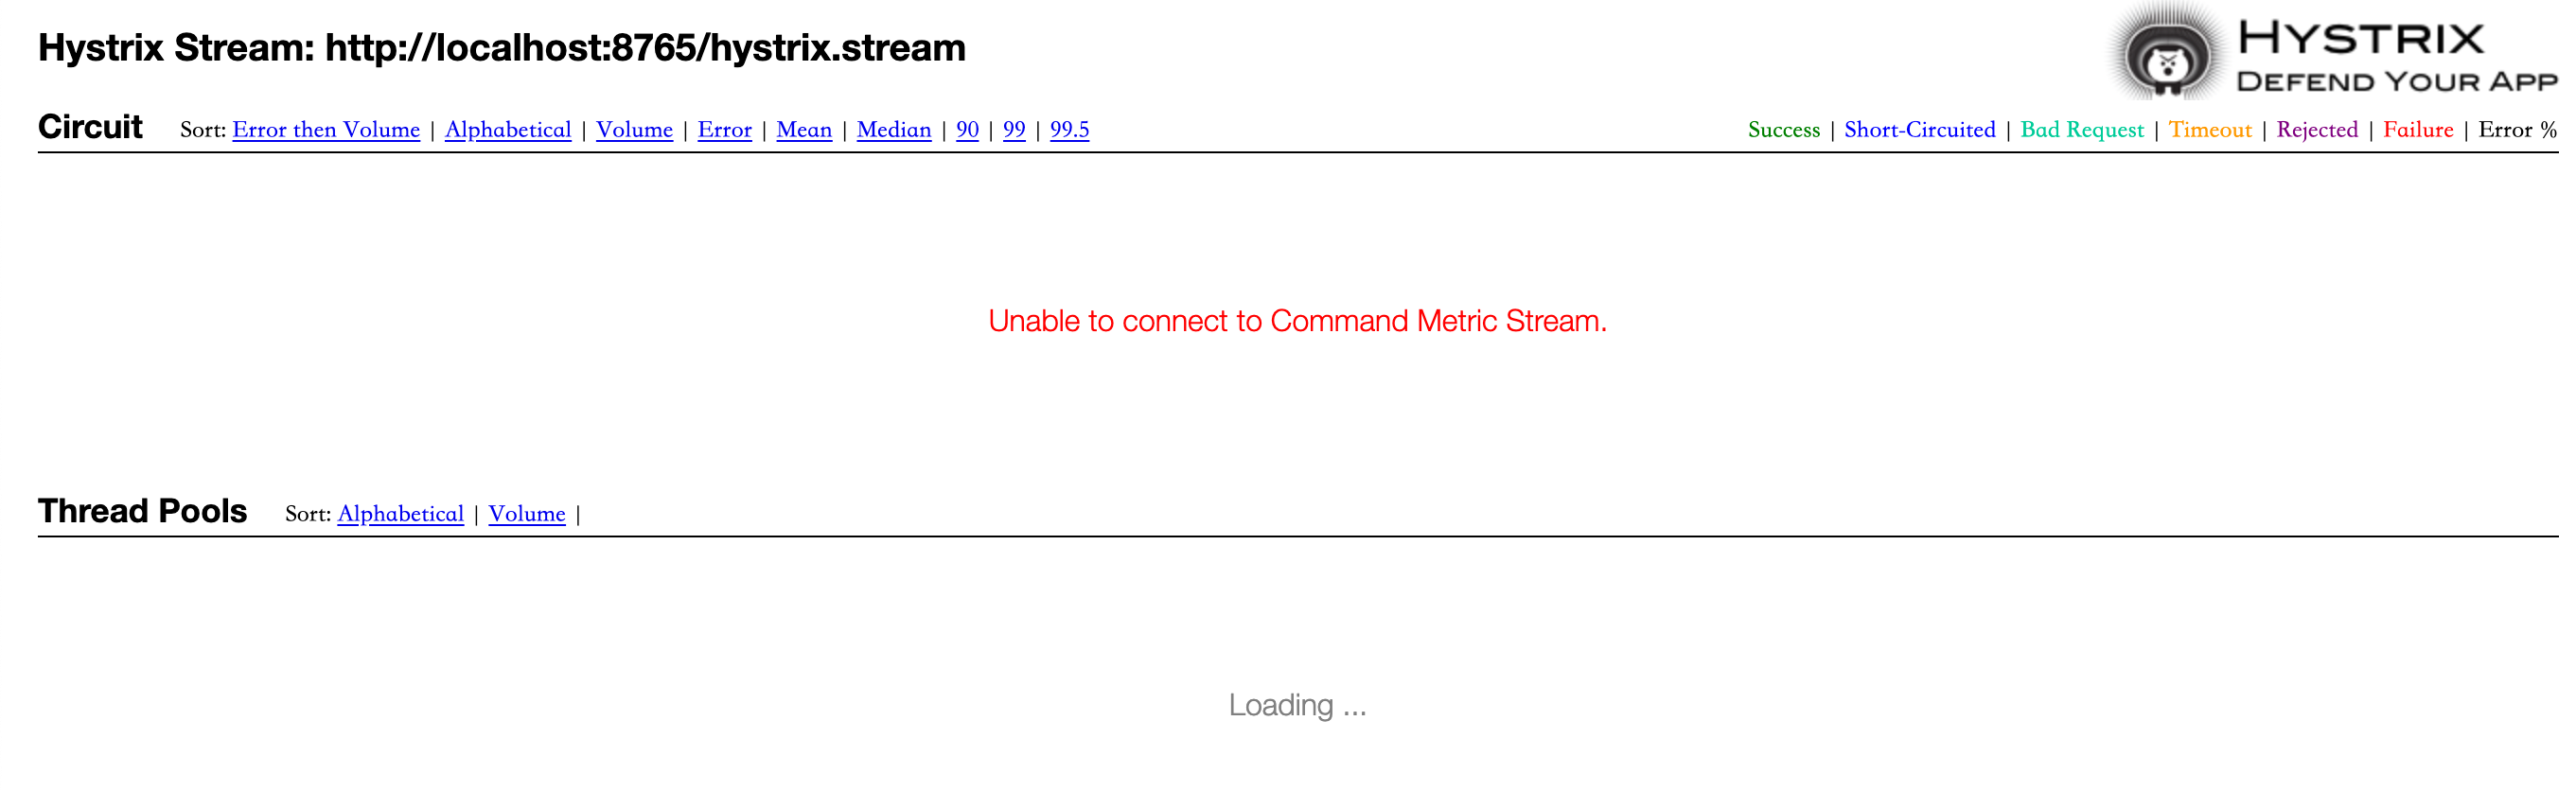 Hystrix Stream: http://localhost:8765/hystrix.stream
HYSTRIX
DEFEND YOUR APP
Circuit Sort: Error then Volume | Alphabetical | Volume | Error | Mean | Median | 90 | 99 | 99.5
Success | Short-Circuited | Bad Request | Timeout | Rejected | Failure | Error %
Unable to connect to Command Metric Stream.
Thread Pools Sort: Alphabetical | Volume |
Loading ...